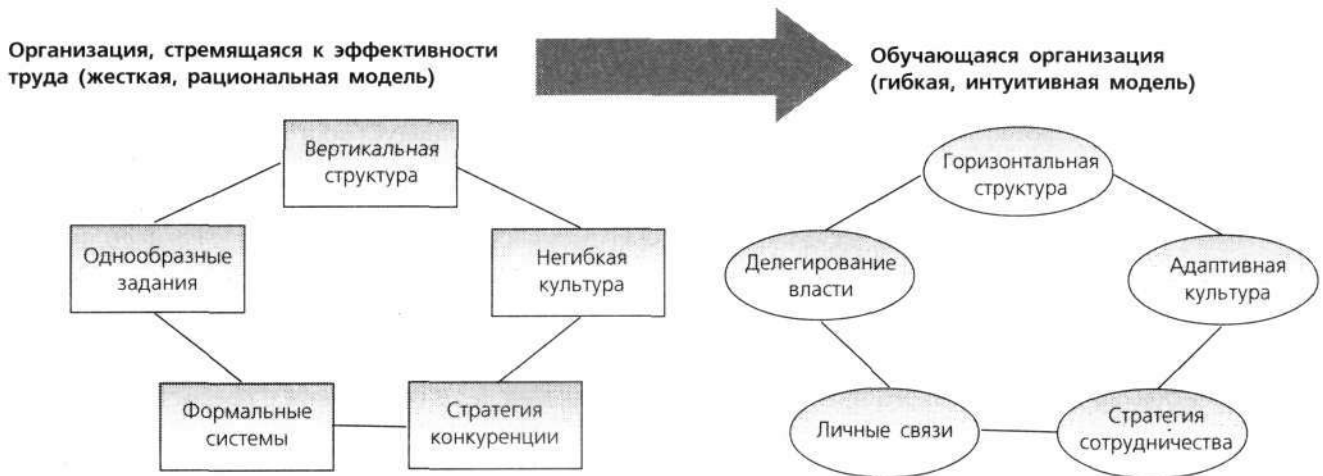 Организация, стремящаяся к эффективности
труда (жесткая, рациональная модель)
Обучающаяся организация
(гибкая, интуитивная модель)
Вертикальная
структура
Однообразные
задания
Негибкая
культура
Формальные
системы
Стратегия
конкуренции
Горизонтальная
структура
Делегирование
власти
Адаптивная
культура
Личные связи
Стратегия
сотрудничества